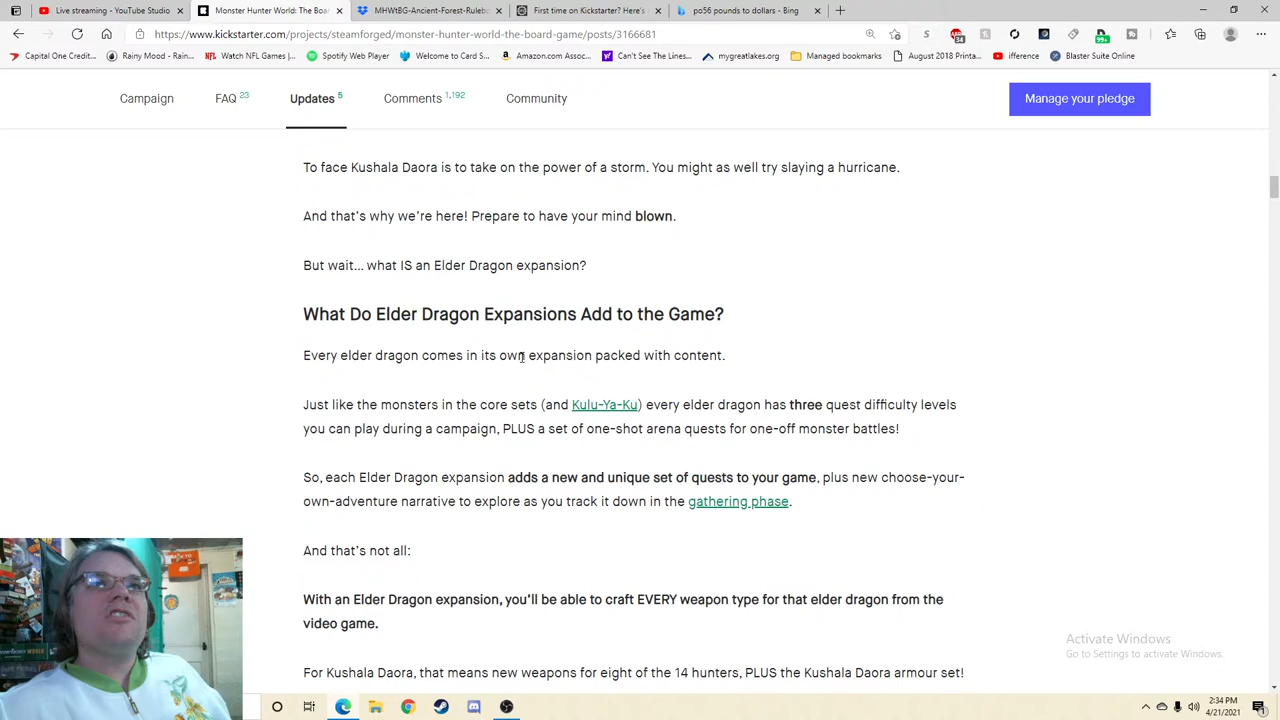 (4) YouTube Studio
Monster Hunter World: The Boa
MHWtBG-Ancient-Forest-Rulebo
First time on Kickstarter? Here's
po56 pounds to dollars - Bing
https://www.kickstarter.com/projects/steamforged/monster-hunter-world-the-board-game/posts/3166681
99+
Capital One Credit...
Rainy Mood - Rain...
Watch NFL Games |...
Spotify Web Player
Welcome to Card S...
Amazon.com Assoc...
Can't See The Lines...
mygreatlakes.org
Managed bookmarks
August 2018 Printa...
ifference
Blaster Suite Online
Campaign
FAQ 23
Updates 5
Comments 1,192
Community
Manage your pledge
To face Kushala Daora is to take on the power of a storm. You might as well try slaying a hurricane.
And that's why we're here! Prepare to have your mind blown.
But wait... what IS an Elder Dragon expansion?
What Do Elder Dragon Expansions Add to the Game?
Every elder dragon comes in its own expansion packed with content.
Just like the monsters in the core sets (and Kulu-Ya-Ku) every elder dragon has three quest difficulty levels
you can play during a campaign, PLUS a set of one-shot arena quests for one-off monster battles!
So, each Elder Dragon expansion adds a new and unique set of quests to your game, plus new choose-your-
own-adventure narrative to explore as you track it down in the gathering phase.
And that's not all:
With an Elder Dragon expansion, you'll be able to craft EVERY weapon type for that elder dragon from the
video game.
For Kushala Daora, that means new weapons for eight of the 14 hunters, PLUS the Kushala Daora armour set!
Activate Windows
Go to Settings to activate Windows.
2:34 PM
4/21/2021